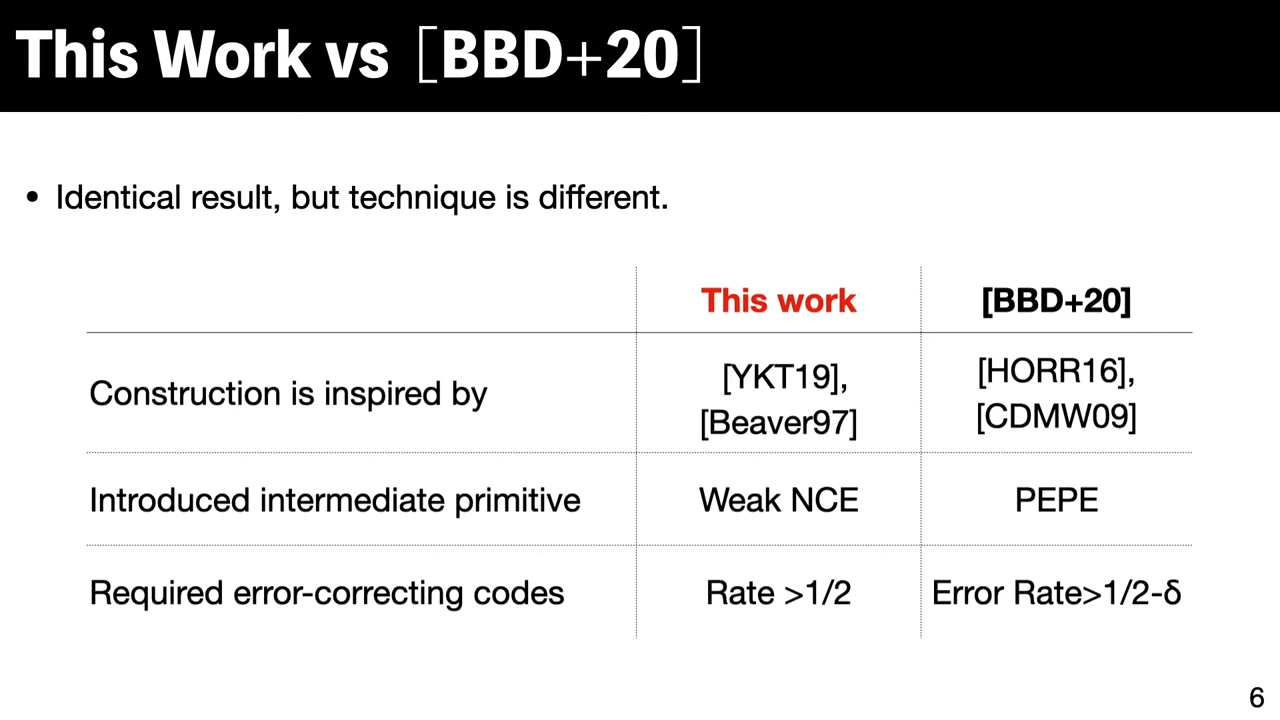 This Work vs [BBD+20]
• Identical result, but technique is different.
This work
[BBD+20]
Construction is inspired by
[YKT19],
[Beaver97]
[HORR16],
[CDMW09]
Introduced intermediate primitive
Weak NCE
PEPE
Required error-correcting codes
Rate >1/2
Error Rate>1/2-δ
6